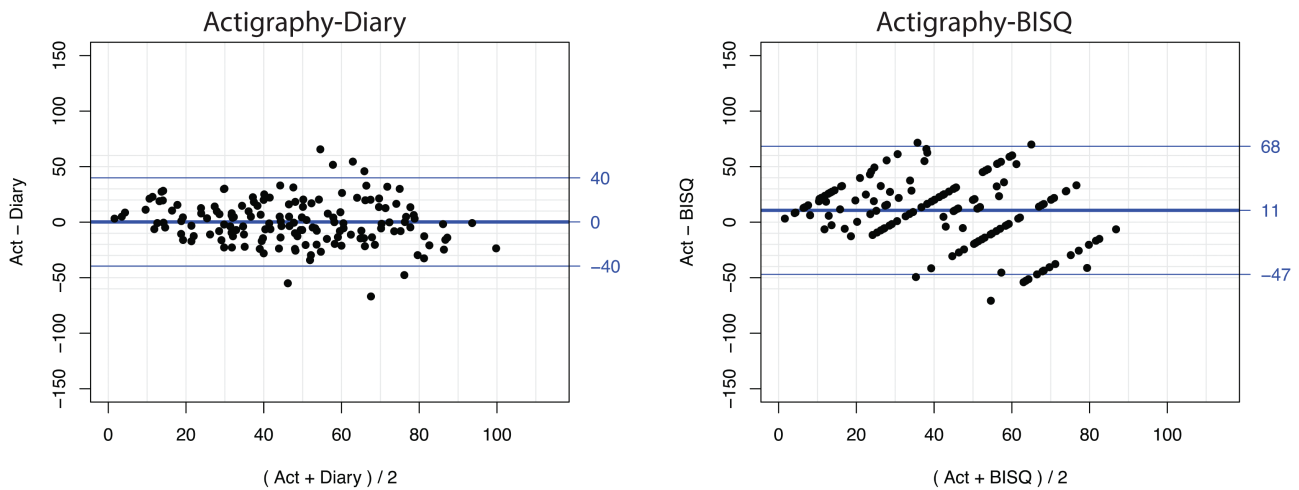 Actigraphy-Diary
Act − Diary
150
100
50
0
−50
−100
−150
40
0
−40
0 20 40 60 80 100
( Act + Diary ) / 2
Actigraphy-BISQ
Act − BISQ
150
100
50
0
−50
−100
−150
68
11
−47
0 20 40 60 80 100
( Act + BISQ ) / 2